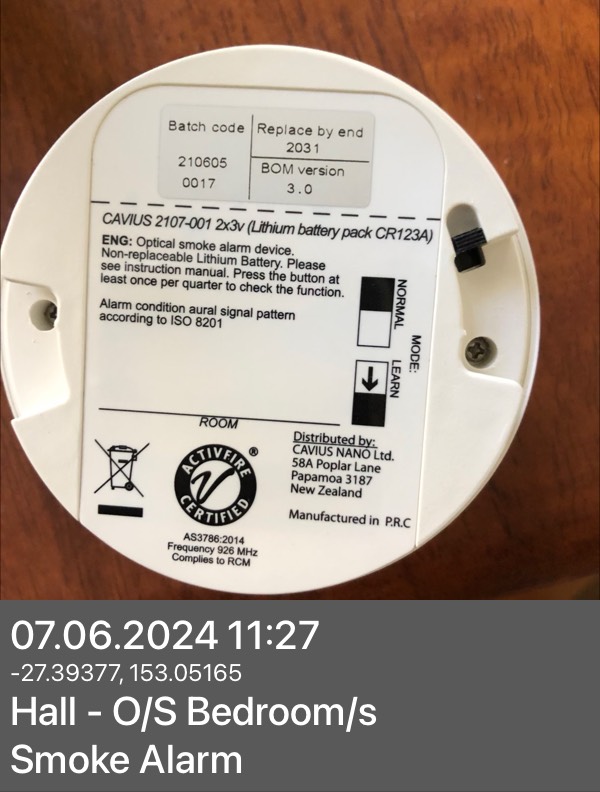 Batch code
210605
0017
Replace by end
2031
BOM version
3.0
CAVIUS 2107-001 2x3v (Lithium battery pack CR123A)
ENG: Optical smoke alarm device.
Non-replaceable Lithium Battery. Please
see instruction manual. Press the button at
least once per quarter to check the function.
Alarm condition aural signal pattern
according to ISO 8201
NORMAL
MODE:
LEARN
ROOM
ACTIVFIRE
®
CERTIFIED
AS3786:2014
Frequency 926 MHz
Complies to RCM
Distributed by:
CAVIUS NANO Ltd.
58A Poplar Lane
Papamoa 3187
New Zealand
Manufactured in P.R.C
07.06.2024 11:27
-27.39377, 153.05165
Hall - O/S Bedroom/s
Smoke Alarm